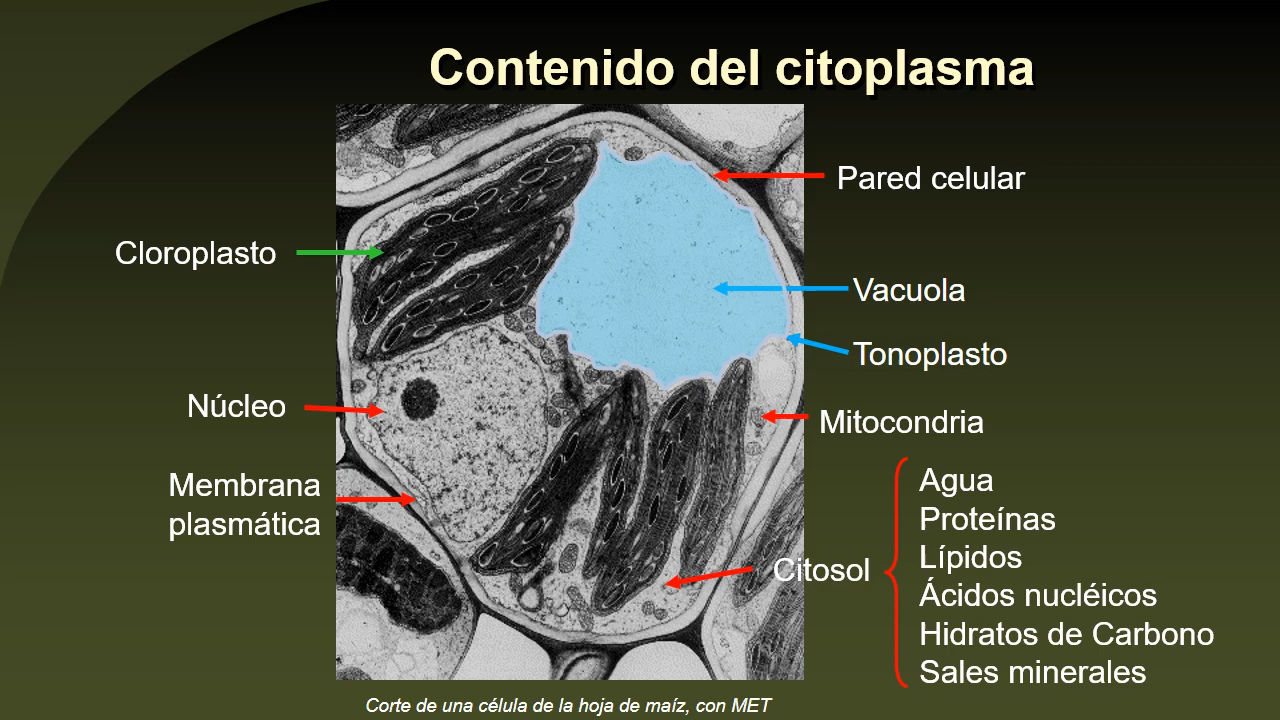 Contenido del citoplasma
Pared celular
Cloroplasto
Vacuola
Tonoplasto
Núcleo
Mitocondria
Membrana
plasmática
Citosol
Agua
Proteínas
Lípidos
Ácidos nucléicos
Hidratos de Carbono
Sales minerales
Corte de una célula de la hoja de maíz, con MET